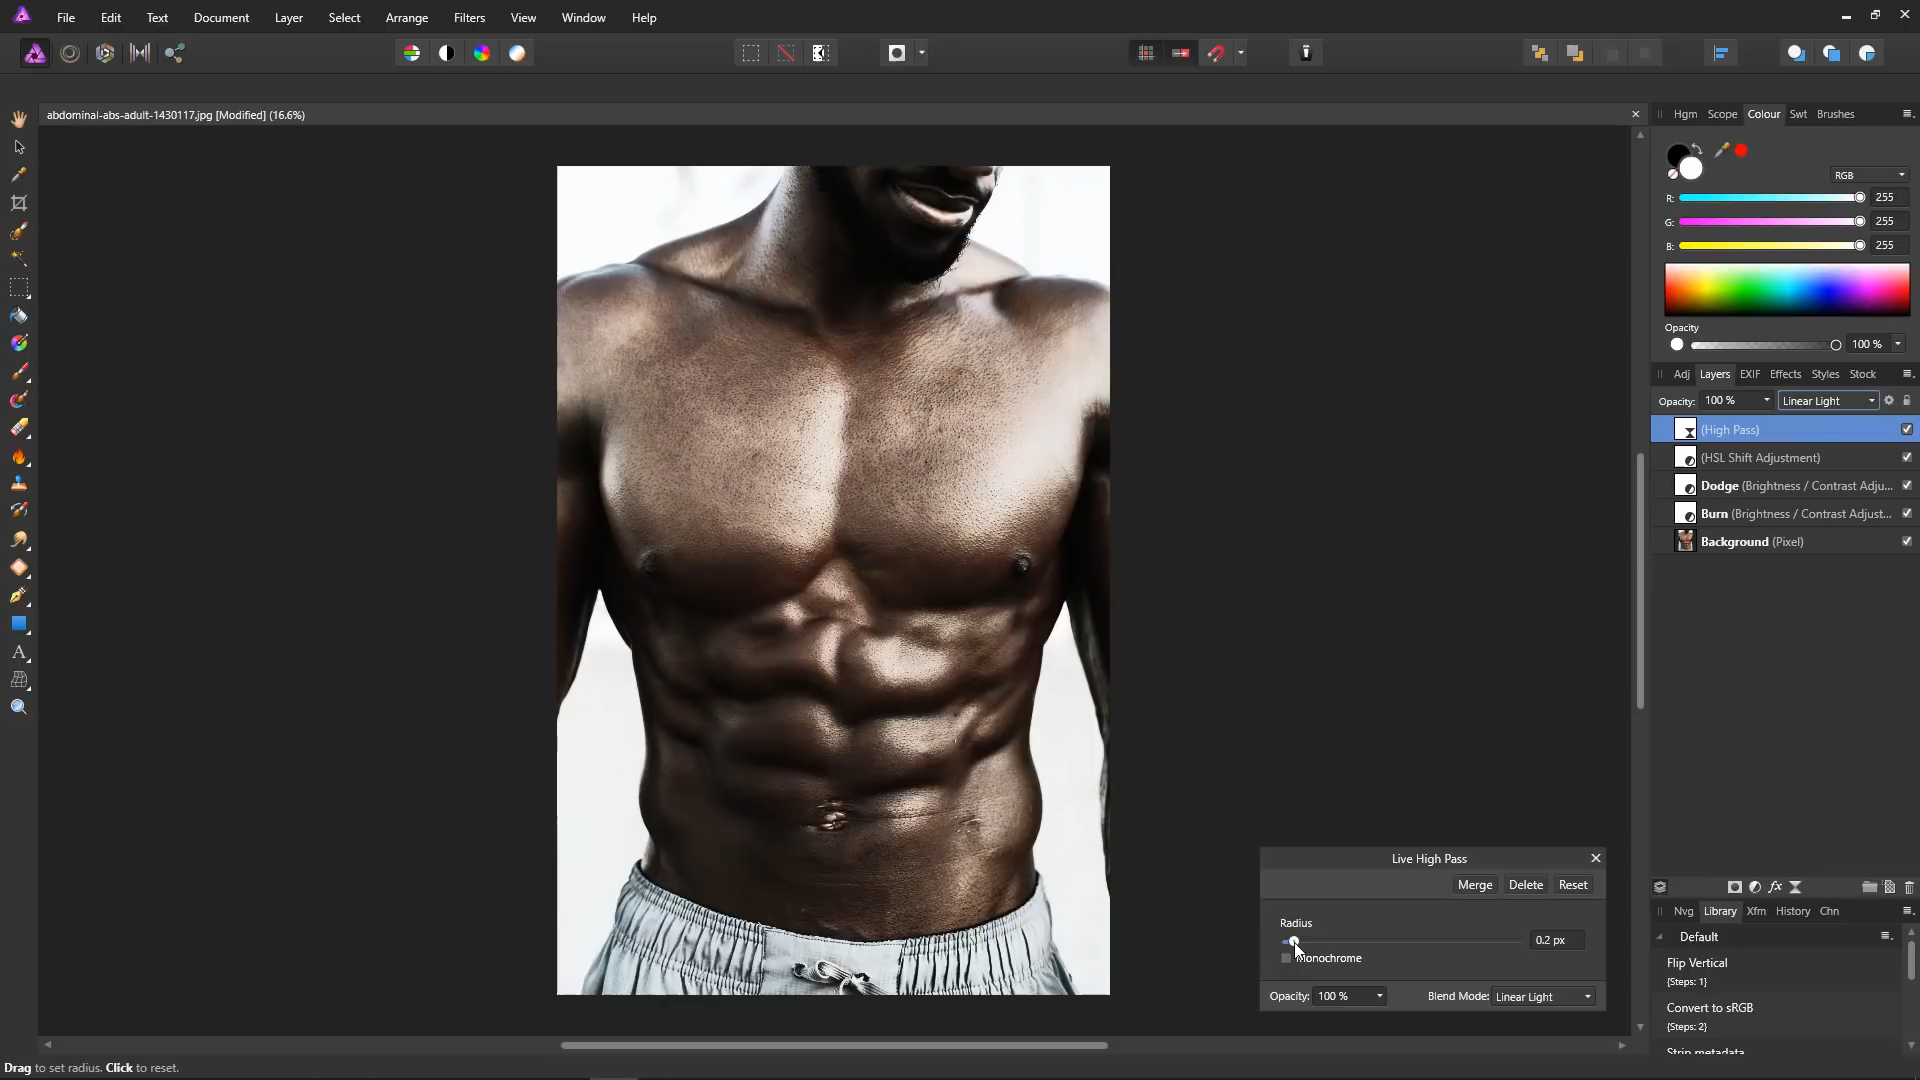 File Edit Text Document Layer Select Arrange Filters View Window Help
abdominal-abs-adult-1430117.jpg [Modified] (16.6%)
Hgm Scope Colour Swt Brushes
RGB
R: 255
G: 255
B: 255
Opacity
100 %
Adj Layers EXIF Effects Styles Stock
Opacity: 100 % Linear Light
(High Pass)
(HSL Shift Adjustment)
Dodge (Brightness / Contrast Adju...
Burn (Brightness / Contrast Adjust...
Background (Pixel)
Live High Pass
Merge Delete Reset
Radius
0.2 px
Monochrome
Opacity: 100 % Blend Mode: Linear Light
Nvg Library Xfm History Chn
Default
Flip Vertical
{Steps: 1}
Convert to sRGB
{Steps: 2}
Strip metadata
Drag to set radius. Click to reset.